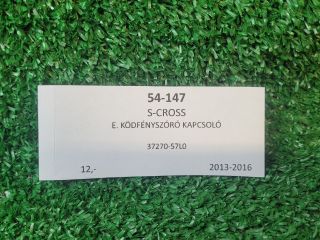 54-147
S-CROSS
E. KÖDFÉNYSZÓRÓ KAPCSOLÓ
37270-57L0
12,- 2013-2016